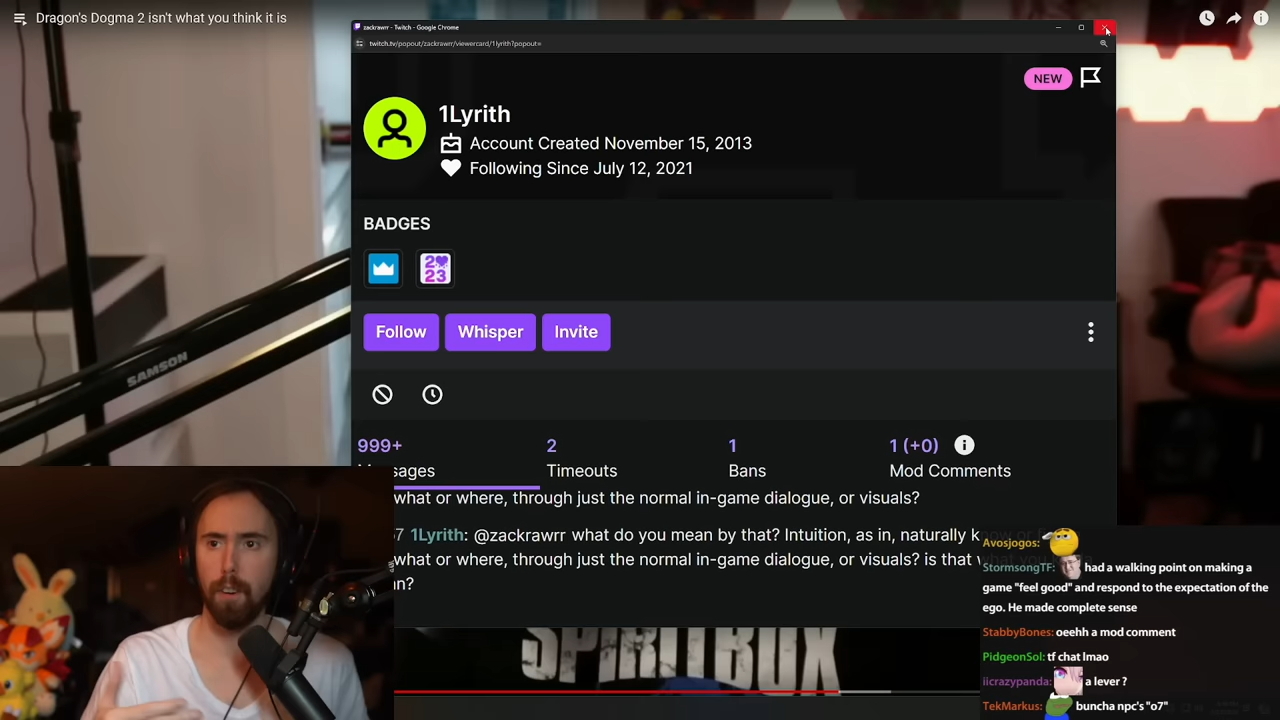 Dragon's Dogma 2 isn't what you think it is
zackrawrr - Twitch - Google Chrome
twitch.tv/popout/zackrawrr/viewercard/1lyrith?popout=
NEW
1Lyrith
Account Created November 15, 2013
Following Since July 12, 2021
BADGES
2023
Follow
Whisper
Invite
999+
2
1
1 (+0)
Timeouts
Bans
Mod Comments
what or where, through just the normal in-game dialogue, or visuals?
7 1Lyrith: @zackrawrr what do you mean by that? Intuition, as in, naturally
what or where, through just the normal in-game dialogue, or visuals? is that
SAMSON
SPIRITBOX
Avosjogos:
StormsongTF: had a walking point on making a
game "feel good" and respond to the expectation of the
ego. He made complete sense
StabbyBones: oeehh a mod comment
PidgeonSol: tf chat lmao
iicrazypanda: a lever ?
TekMarkus: buncha npc's "o7"